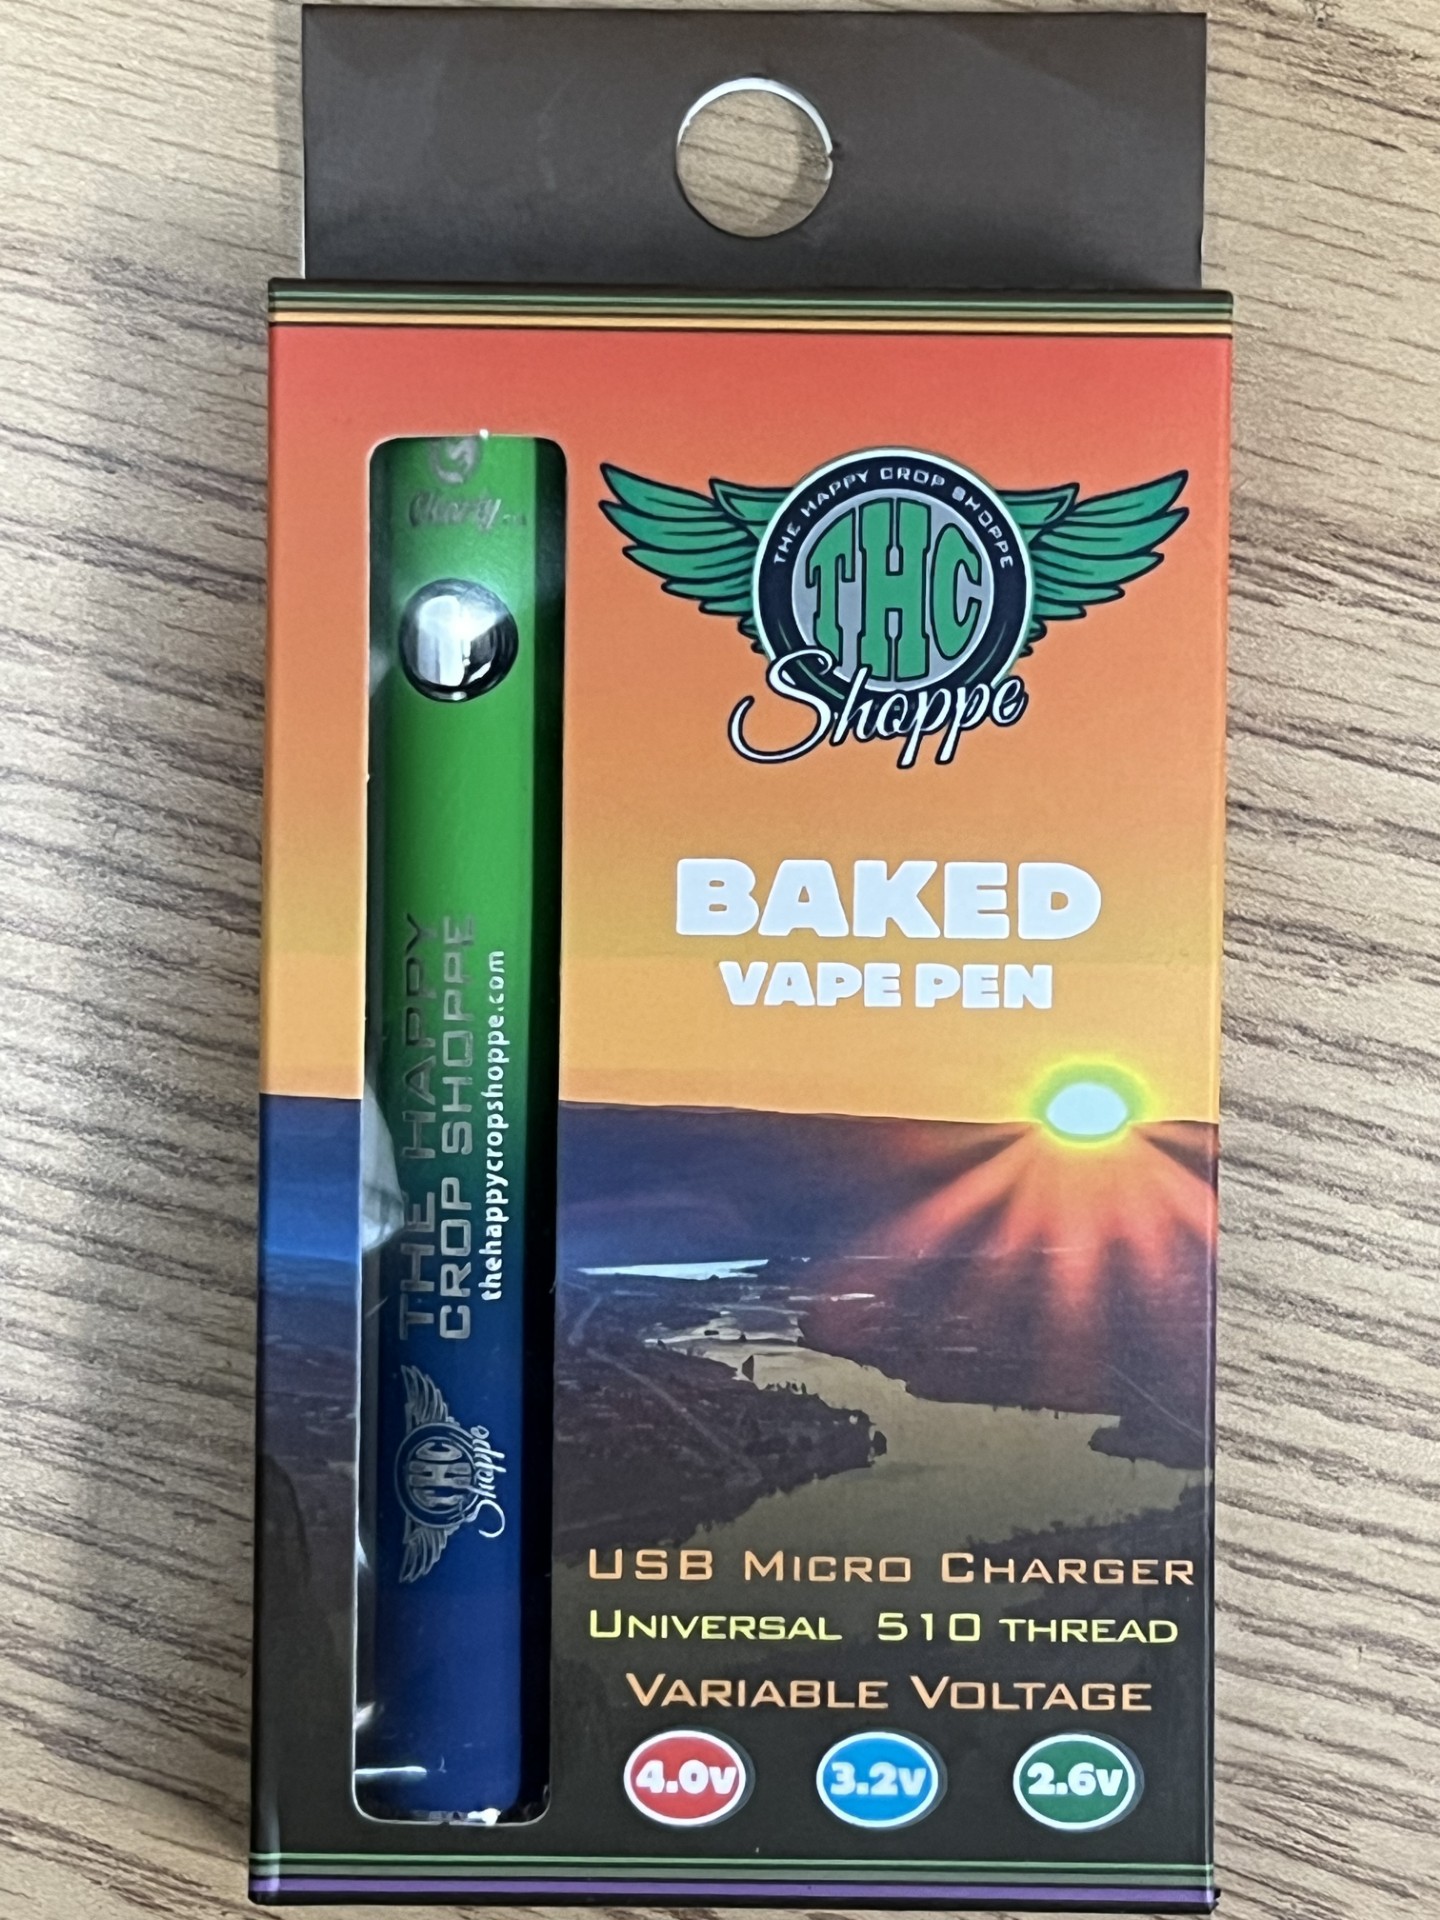 THE HAPPY CROP SHOPPE
THC
Shoppe
BAKED
VAPE PEN
THE HAPPY
CROP SHOPPE
thehappycropshoppe.com
THC
Shoppe
USB MICRO CHARGER
UNIVERSAL 510 THREAD
VARIABLE VOLTAGE
4.0v 3.2v 2.6v